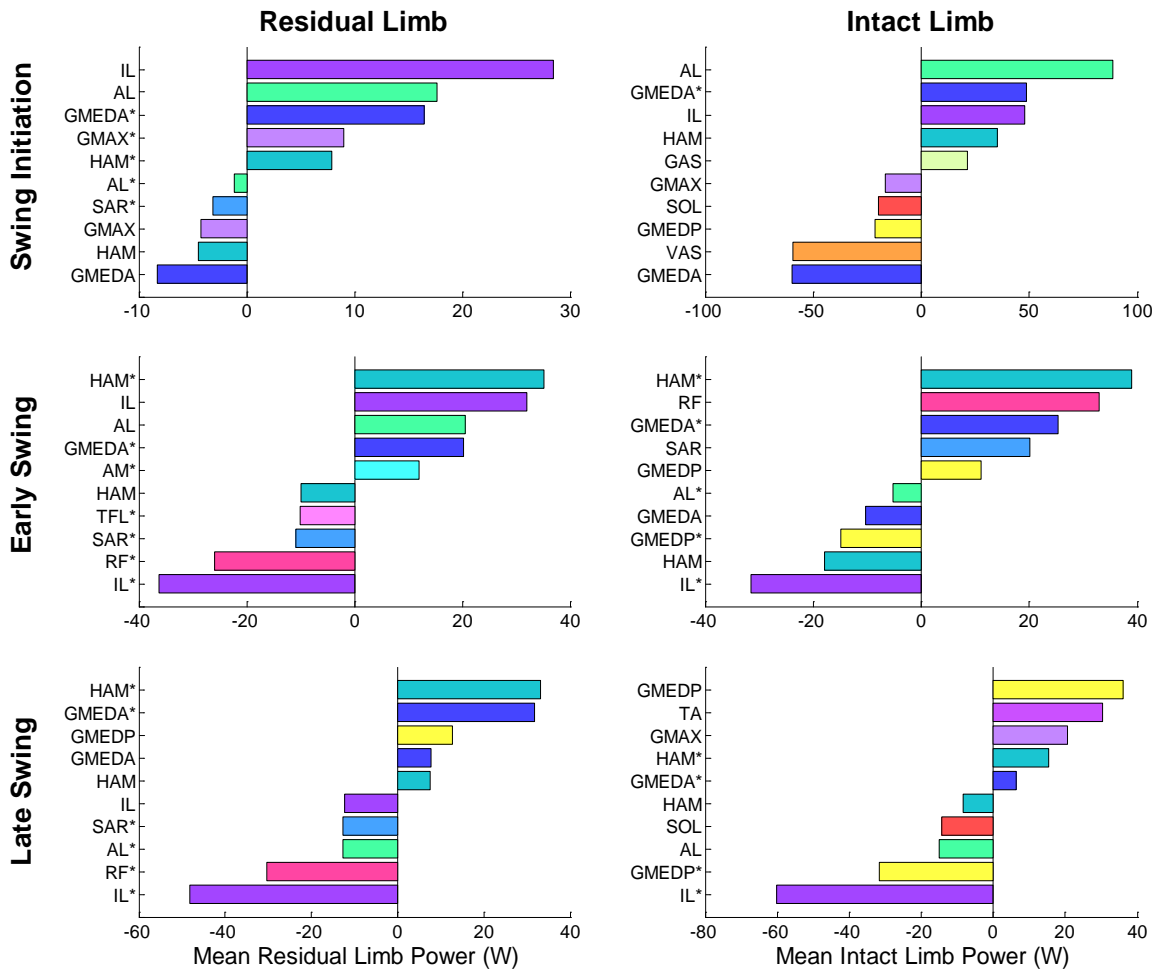 Residual Limb
Intact Limb
Swing Initiation
IL
AL
GMEDA*
GMAX*
HAM*
AL*
SAR*
GMAX
HAM
GMEDA
-10 0 10 20 30
AL
GMEDA*
IL
HAM
GAS
GMAX
SOL
GMEDP
VAS
GMEDA
-100 -50 0 50 100
Early Swing
HAM*
IL
AL
GMEDA*
AM*
HAM
TFL*
SAR*
RF*
IL*
-40 -20 0 20 40
HAM*
RF
GMEDA*
SAR
GMEDP
AL*
GMEDA
GMEDP*
HAM
IL*
-40 -20 0 20 40
Late Swing
HAM*
GMEDA*
GMEDP
GMEDA
HAM
IL
SAR*
AL*
RF*
IL*
-60 -40 -20 0 20 40
Mean Residual Limb Power (W)
GMEDP
TA
GMAX
HAM*
GMEDA*
HAM
SOL
AL
GMEDP*
IL*
-80 -60 -40 -20 0 20 40
Mean Intact Limb Power (W)